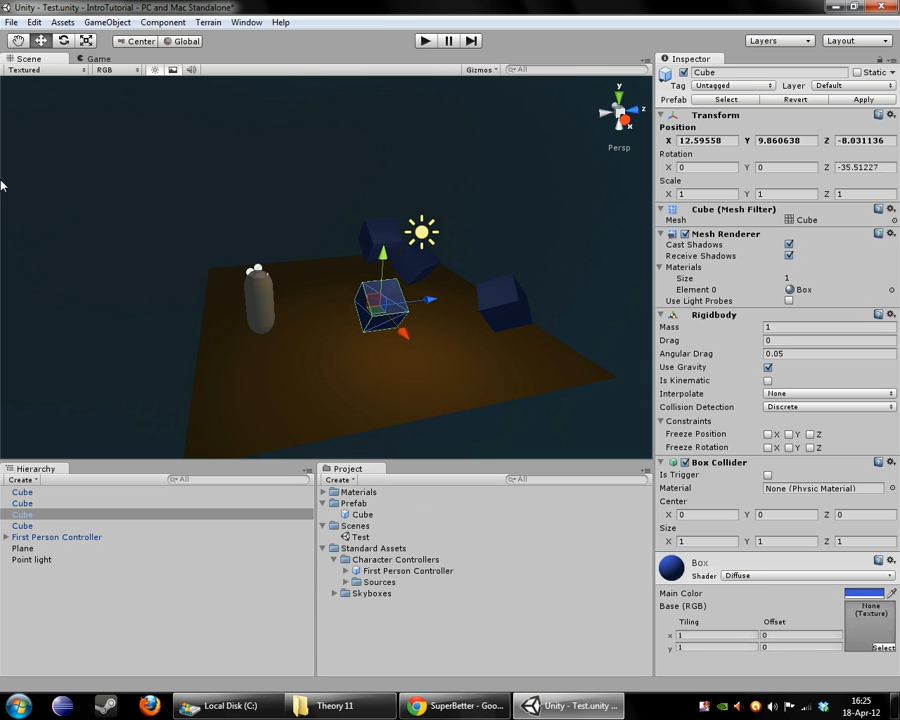 Unity - Test.unity - IntroTutorial - PC and Mac Standalone*
File Edit Assets GameObject Component Terrain Window Help
Center Global Layers Layout
Scene Game
Textured RGB Gizmos All
y
z
x
Persp
Inspector
Cube Static
Tag Untagged Layer Default
Prefab Select Revert Apply
Transform
Position
X 12.59558 Y 9.860638 Z -8.031136
Rotation
X 0 Y 0 Z -35.51227
Scale
X 1 Y 1 Z 1
Cube (Mesh Filter)
Mesh Cube
Mesh Renderer
Cast Shadows
Receive Shadows
Materials
Size 1
Element 0 Box
Use Light Probes
Rigidbody
Mass 1
Drag 0
Angular Drag 0.05
Use Gravity
Is Kinematic
Interpolate None
Collision Detection Discrete
Constraints
Freeze Position X Y Z
Freeze Rotation X Y Z
Box Collider
Is Trigger
Material None (Physic Material)
Center
X 0 Y 0 Z 0
Size
X 1 Y 1 Z 1
Box
Shader Diffuse
Main Color
Base (RGB) None
(Texture)
Tiling Offset
x 1 0
y 1 0
Select
Hierarchy
Create All
Cube
Cube
Cube
Cube
First Person Controller
Plane
Point light
Project
Create All
Materials
Prefab
Cube
Scenes
Test
Standard Assets
Character Controllers
First Person Controller
Sources
Skyboxes
Local Disk (C:) Theory 11 SuperBetter - Goo... Unity - Test.unity ...
16:25
18-Apr-12